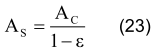 A_S = A_C / (1 − ε) (23)